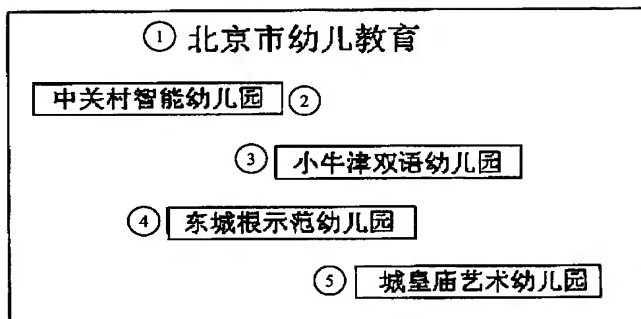 ① 北京市幼儿教育
中关村智能幼儿园 ②
③ 小牛津双语幼儿园
④ 东城根示范幼儿园
⑤ 城皇庙艺术幼儿园